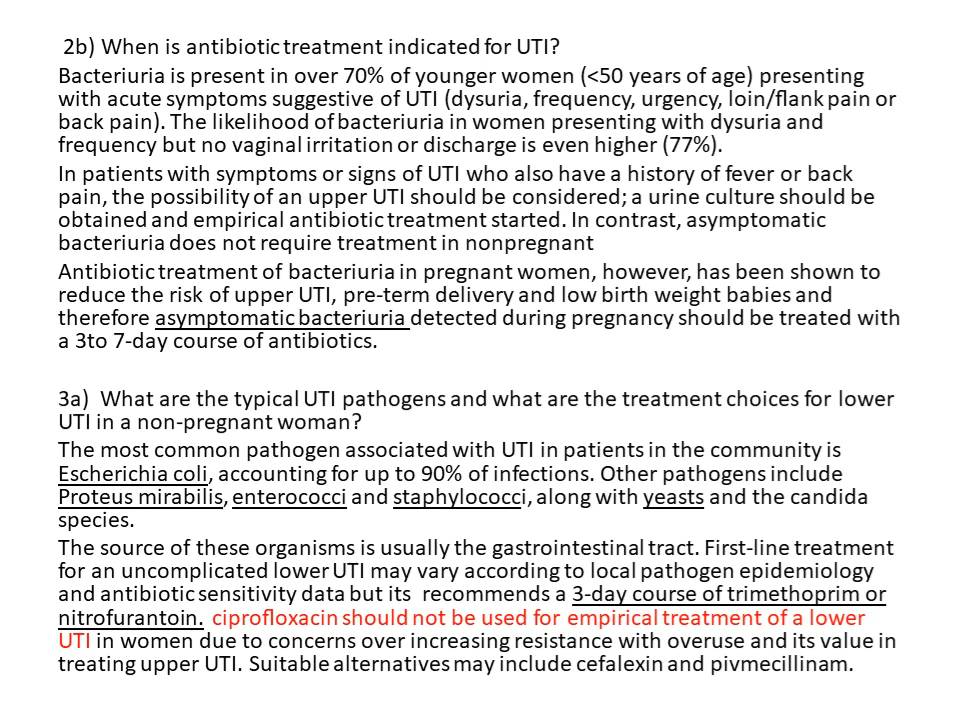 2b) When is antibiotic treatment indicated for UTI?
Bacteriuria is present in over 70% of younger women (<50 years of age) presenting
with acute symptoms suggestive of UTI (dysuria, frequency, urgency, loin/flank pain or
back pain). The likelihood of bacteriuria in women presenting with dysuria and
frequency but no vaginal irritation or discharge is even higher (77%).
In patients with symptoms or signs of UTI who also have a history of fever or back
pain, the possibility of an upper UTI should be considered; a urine culture should be
obtained and empirical antibiotic treatment started. In contrast, asymptomatic
bacteriuria does not require treatment in nonpregnant
Antibiotic treatment of bacteriuria in pregnant women, however, has been shown to
reduce the risk of upper UTI, pre-term delivery and low birth weight babies and
therefore asymptomatic bacteriuria detected during pregnancy should be treated with
a 3to 7-day course of antibiotics.
3a) What are the typical UTI pathogens and what are the treatment choices for lower
UTI in a non-pregnant woman?
The most common pathogen associated with UTI in patients in the community is
Escherichia coli, accounting for up to 90% of infections. Other pathogens include
Proteus mirabilis, enterococci and staphylococci, along with yeasts and the candida
species.
The source of these organisms is usually the gastrointestinal tract. First-line treatment
for an uncomplicated lower UTI may vary according to local pathogen epidemiology
and antibiotic sensitivity data but its recommends a 3-day course of trimethoprim or
nitrofurantoin. ciprofloxacin should not be used for empirical treatment of a lower
UTI in women due to concerns over increasing resistance with overuse and its value in
treating upper UTI. Suitable alternatives may include cefalexin and pivmecillinam.